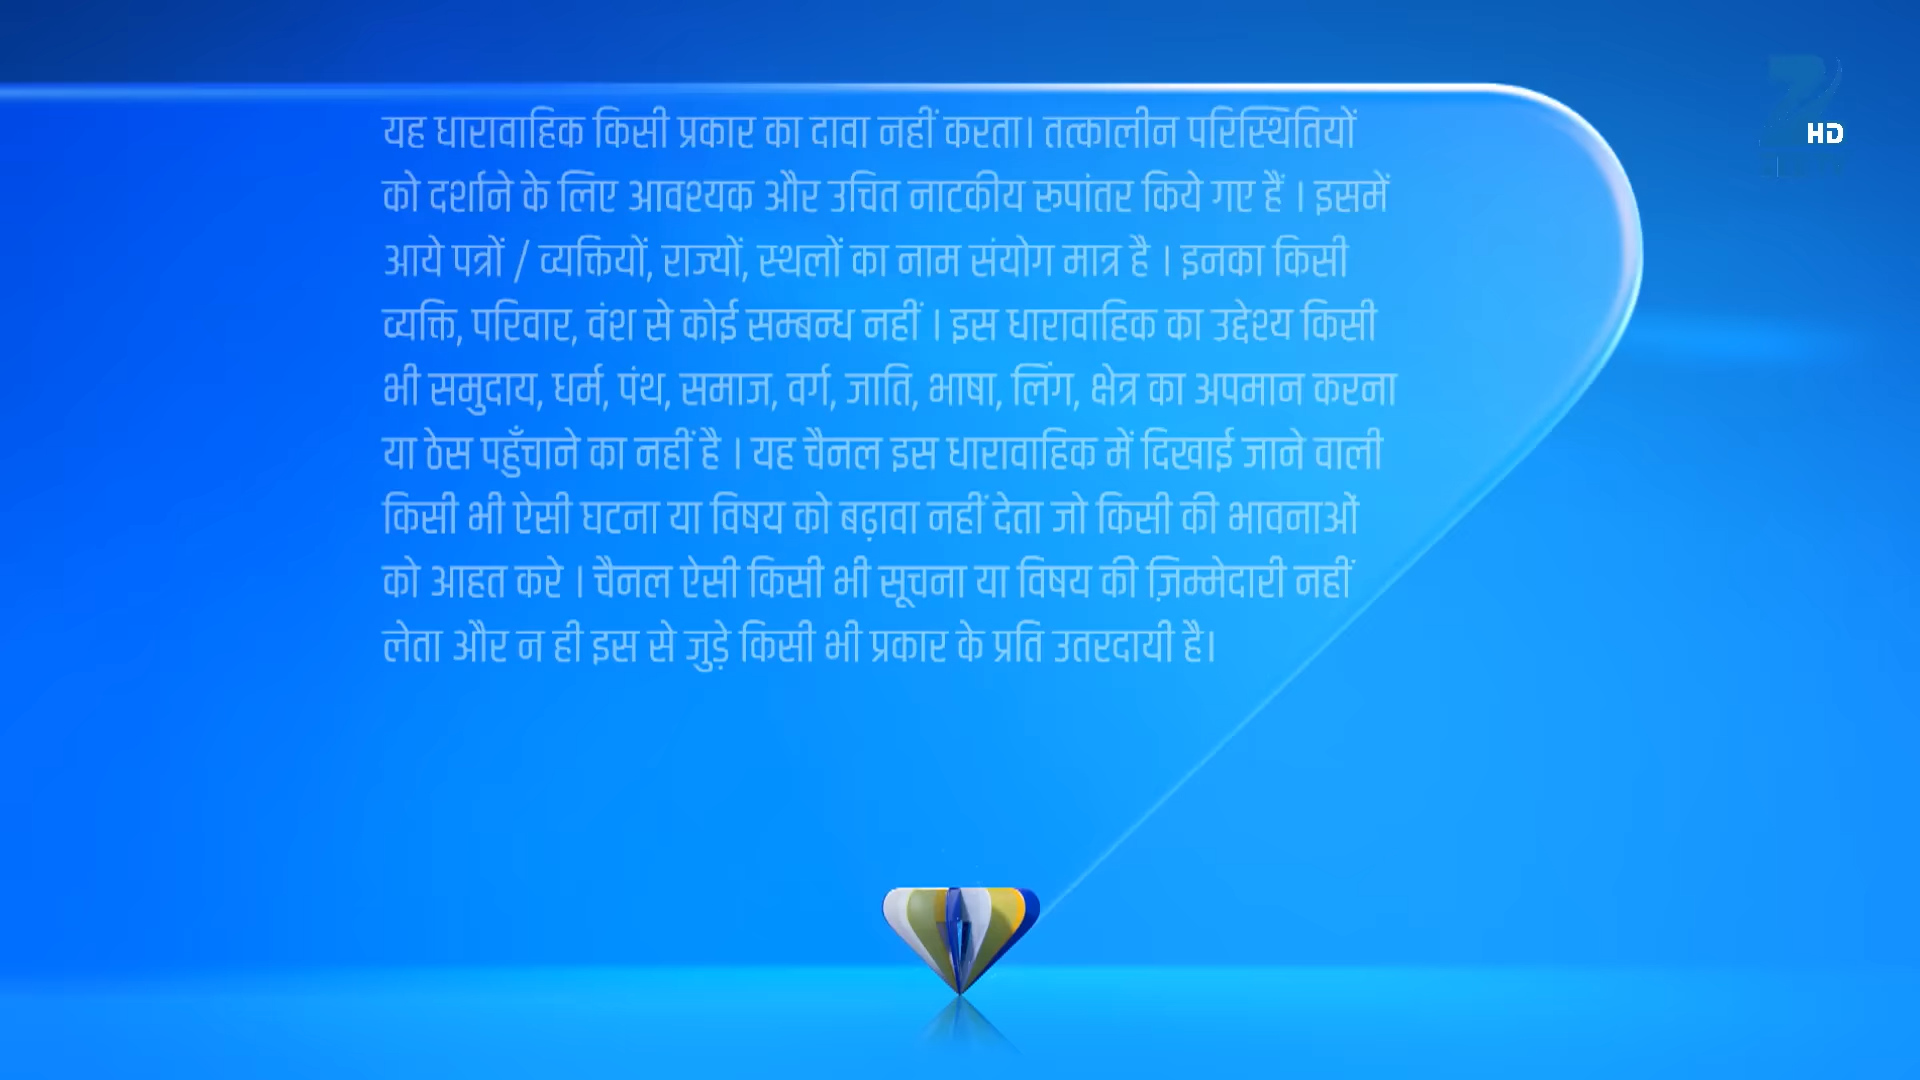 यह धारावाहिक किसी प्रकार का दावा नहीं करता। तत्कालीन परिस्थितियों
को दर्शाने के लिए आवश्यक और उचित नाटकीय रूपांतर किये गए हैं । इसमें
आये पत्रों / व्यक्तियों, राज्यों, स्थलों का नाम संयोग मात्र है । इनका किसी
व्यक्ति, परिवार, वंश से कोई सम्बन्ध नहीं । इस धारावाहिक का उद्देश्य किसी
भी समुदाय, धर्म, पंथ, समाज, वर्ग, जाति, भाषा, लिंग, क्षेत्र का अपमान करना
या ठेस पहुँचाने का नहीं है । यह चैनल इस धारावाहिक में दिखाई जाने वाली
किसी भी ऐसी घटना या विषय को बढ़ावा नहीं देता जो किसी की भावनाओं
को आहत करे । चैनल ऐसी किसी भी सूचना या विषय की ज़िम्मेदारी नहीं
लेता और न ही इस से जुड़े किसी भी प्रकार के प्रति उतरदायी है।
HD